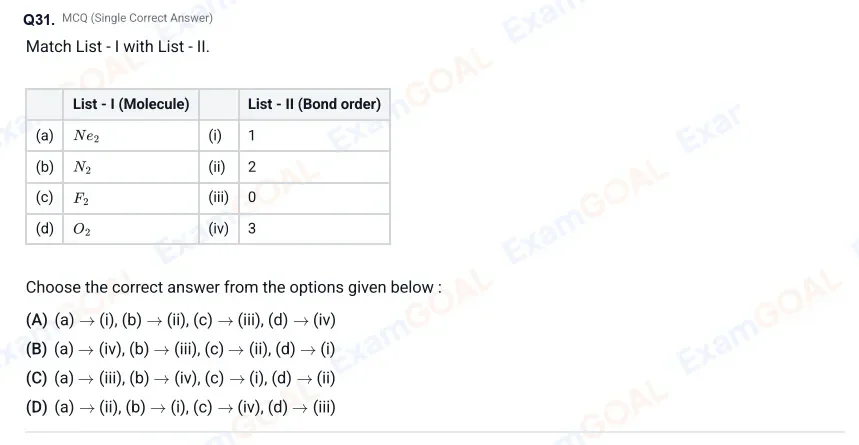 Q31. MCQ (Single Correct Answer)
Match List - I with List - II.
List - I (Molecule) List - II (Bond order)
(a) Ne₂ (i) 1
(b) N₂ (ii) 2
(c) F₂ (iii) 0
(d) O₂ (iv) 3
Choose the correct answer from the options given below :
(A) (a) → (i), (b) → (ii), (c) → (iii), (d) → (iv)
(B) (a) → (iv), (b) → (iii), (c) → (ii), (d) → (i)
(C) (a) → (iii), (b) → (iv), (c) → (i), (d) → (ii)
(D) (a) → (ii), (b) → (i), (c) → (iv), (d) → (iii)
ExamGOAL